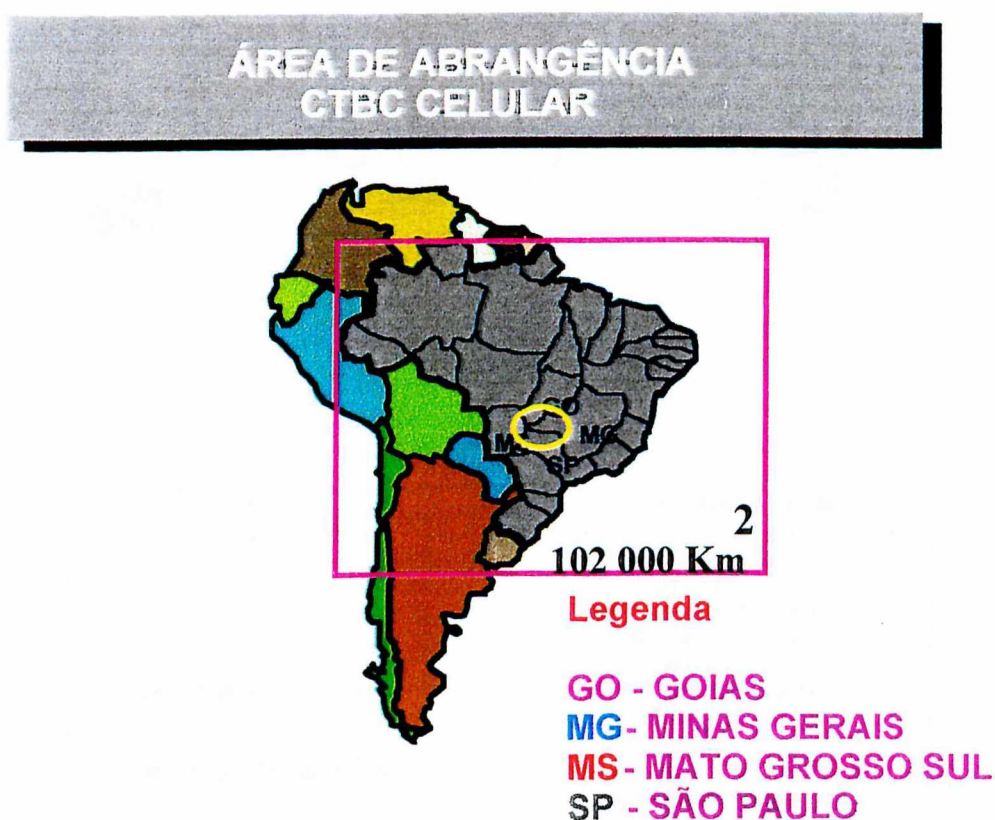 ÁREA DE ABRANGÊNCIA
CTBC CELULAR
GO
MS
MG
SP
2
102 000 Km
Legenda
GO - GOIAS
MG - MINAS GERAIS
MS - MATO GROSSO SUL
SP - SÃO PAULO